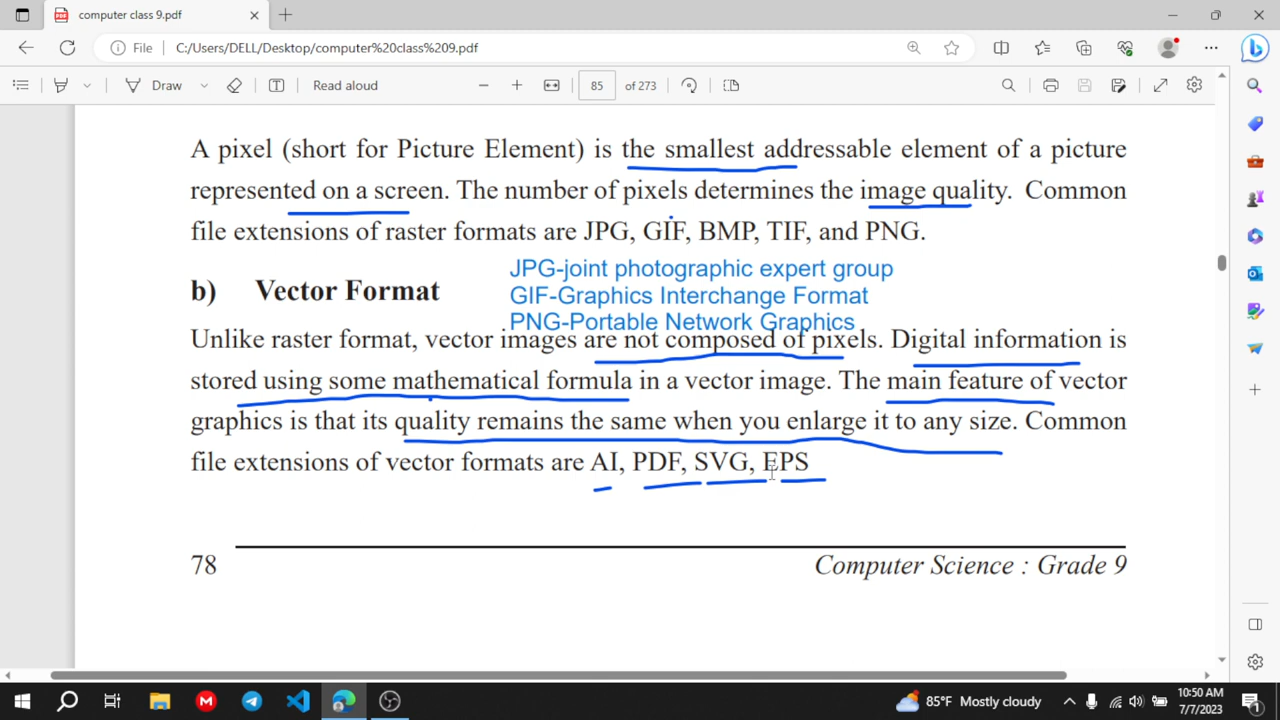 computer class 9.pdf
File C:/Users/DELL/Desktop/computer%20class%209.pdf
Draw Read aloud 85 of 273
A pixel (short for Picture Element) is the smallest addressable element of a picture
represented on a screen. The number of pixels determines the image quality. Common
file extensions of raster formats are JPG, GIF, BMP, TIF, and PNG.
JPG-joint photographic expert group
b) Vector Format
GIF-Graphics Interchange Format
PNG-Portable Network Graphics
Unlike raster format, vector images are not composed of pixels. Digital information is
stored using some mathematical formula in a vector image. The main feature of vector
graphics is that its quality remains the same when you enlarge it to any size. Common
file extensions of vector formats are AI, PDF, SVG, EPS
78 Computer Science : Grade 9
85°F Mostly cloudy
10:50 AM
7/7/2023